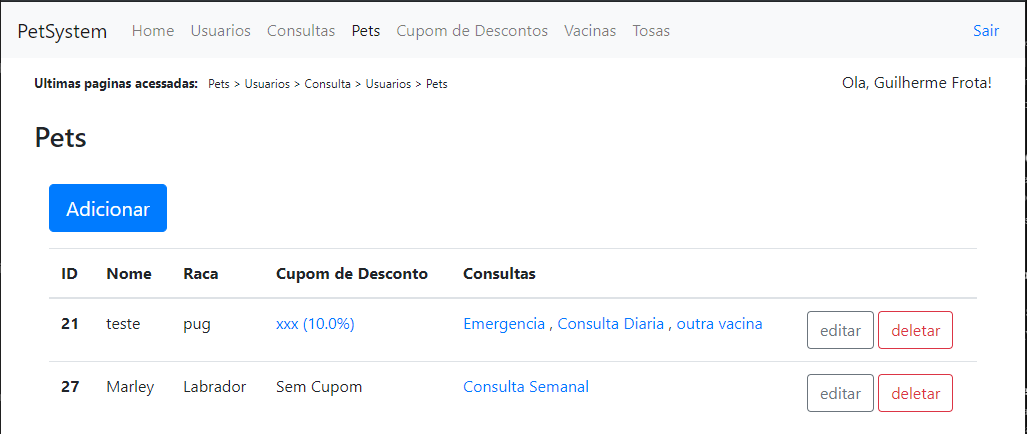 PetSystem Home Usuarios Consultas Pets Cupom de Descontos Vacinas Tosas Sair
Ultimas paginas acessadas: Pets > Usuarios > Consulta > Usuarios > Pets Ola, Guilherme Frota!
Pets
Adicionar
ID Nome Raca Cupom de Desconto Consultas
21 teste pug xxx (10.0%) Emergencia , Consulta Diaria , outra vacina editar deletar
27 Marley Labrador Sem Cupom Consulta Semanal editar deletar